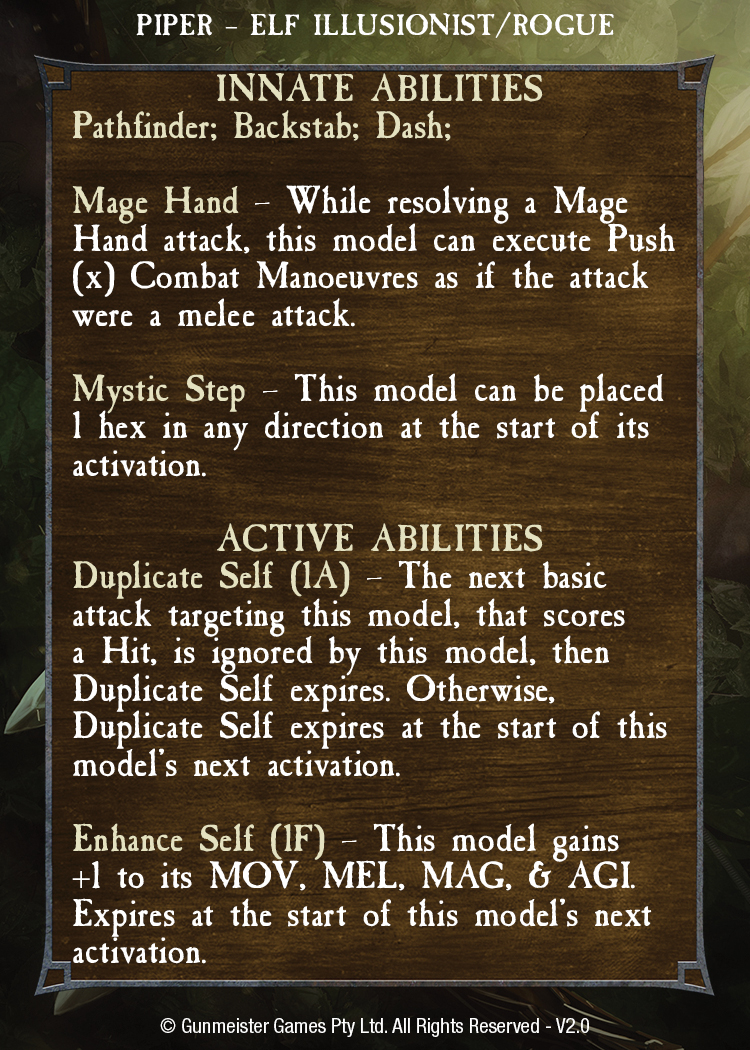 PIPER – ELF ILLUSIONIST/ROGUE
INNATE ABILITIES
Pathfinder; Backstab; Dash;
Mage Hand – While resolving a Mage
Hand attack, this model can execute Push
(x) Combat Manoeuvres as if the attack
were a melee attack.
Mystic Step – This model can be placed
1 hex in any direction at the start of its
activation.
ACTIVE ABILITIES
Duplicate Self (1A) – The next basic
attack targeting this model, that scores
a Hit, is ignored by this model, then
Duplicate Self expires. Otherwise,
Duplicate Self expires at the start of this
model's next activation.
Enhance Self (1F) – This model gains
+1 to its MOV, MEL, MAG, & AGI.
Expires at the start of this model's next
activation.
© Gunmeister Games Pty Ltd. All Rights Reserved - V2.0